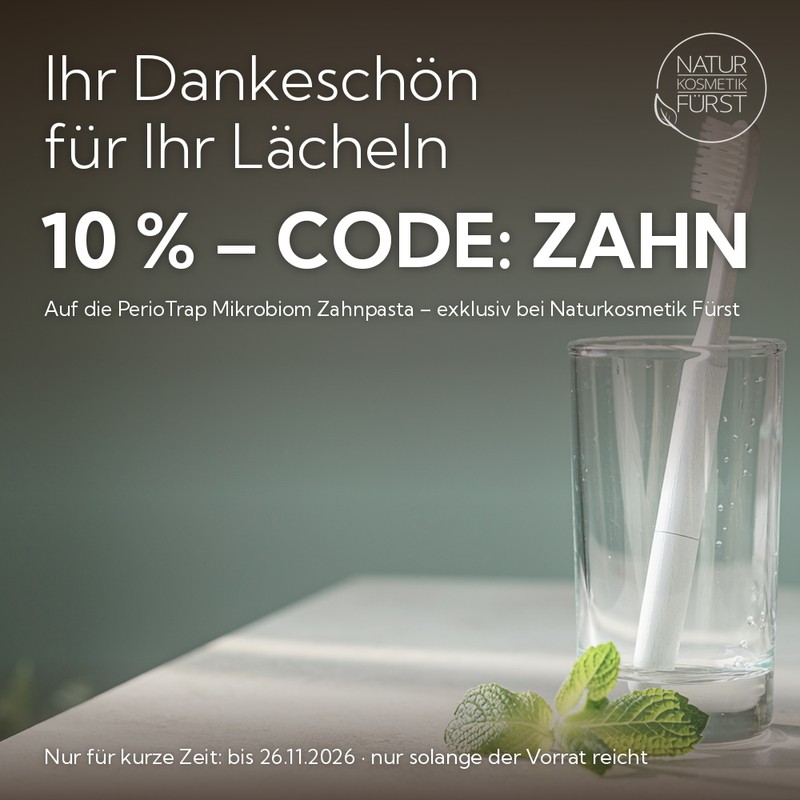 Ihr Dankeschön
für Ihr Lächeln
NATUR
KOSMETIK
FÜRST
10 % – CODE: ZAHN
Auf die PerioTrap Mikrobiom Zahnpasta – exklusiv bei Naturkosmetik Fürst
Nur für kurze Zeit: bis 26.11.2026 · nur solange der Vorrat reicht